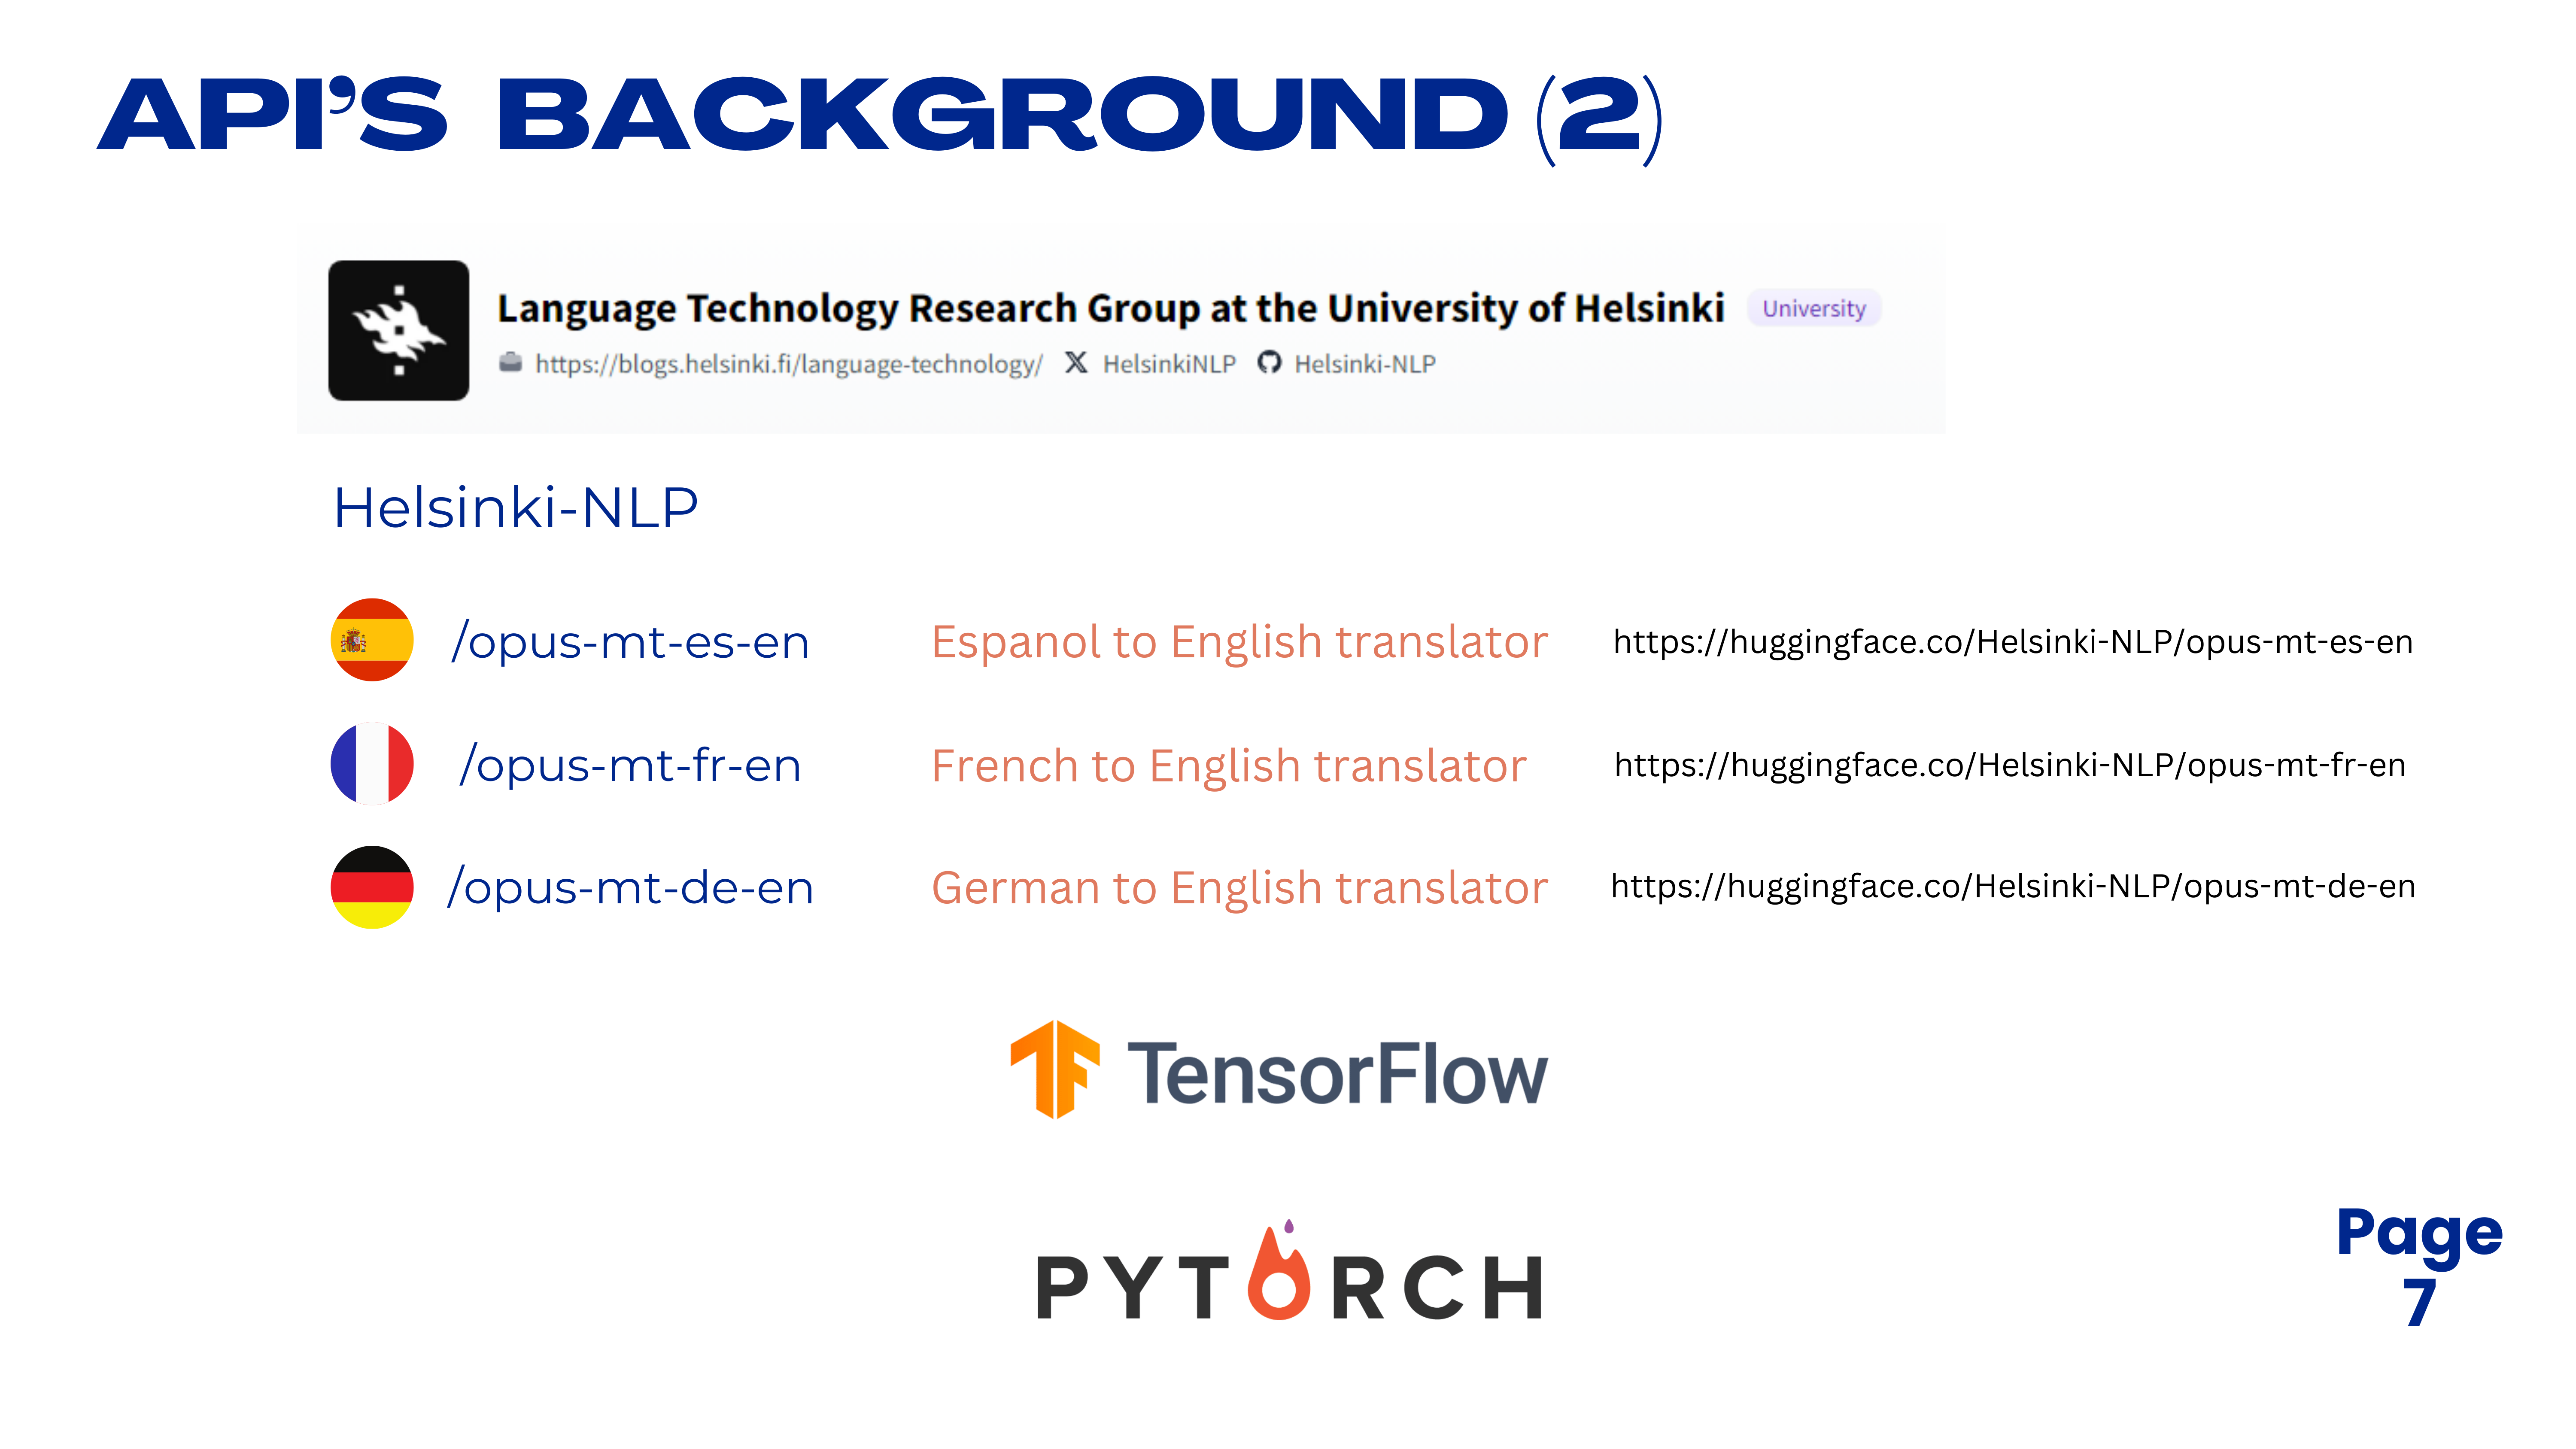 API’S BACKGROUND (2)
Language Technology Research Group at the University of Helsinki University
https://blogs.helsinki.fi/language-technology/ HelsinkiNLP Helsinki-NLP
Helsinki-NLP
/opus-mt-es-en Espanol to English translator https://huggingface.co/Helsinki-NLP/opus-mt-es-en
/opus-mt-fr-en French to English translator https://huggingface.co/Helsinki-NLP/opus-mt-fr-en
/opus-mt-de-en German to English translator https://huggingface.co/Helsinki-NLP/opus-mt-de-en
TensorFlow
PYTORCH
Page
7